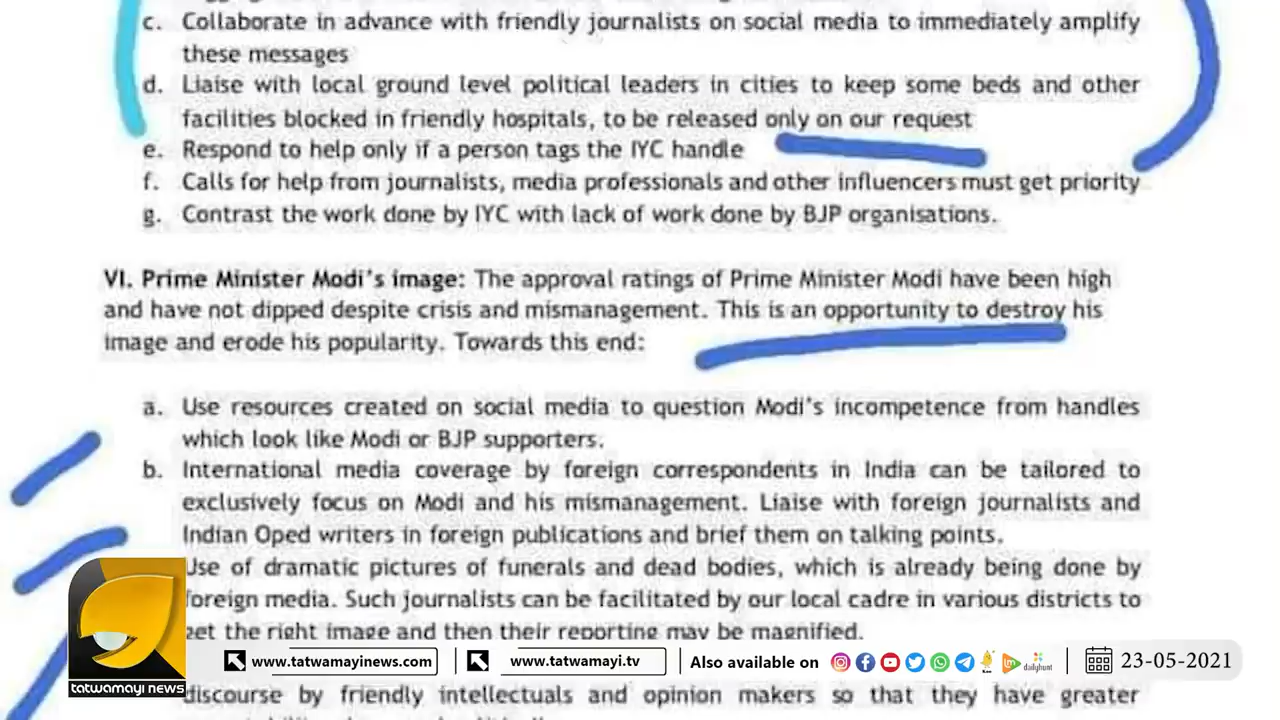 c. Collaborate in advance with friendly journalists on social media to immediately amplify
these messages
d. Liaise with local ground level political leaders in cities to keep some beds and other
facilities blocked in friendly hospitals, to be released only on our request
e. Respond to help only if a person tags the IYC handle
f. Calls for help from journalists, media professionals and other influencers must get priority
g. Contrast the work done by IYC with lack of work done by BJP organisations.
VI. Prime Minister Modi's image: The approval ratings of Prime Minister Modi have been high
and have not dipped despite crisis and mismanagement. This is an opportunity to destroy his
image and erode his popularity. Towards this end:
a. Use resources created on social media to question Modi's incompetence from handles
which look like Modi or BJP supporters.
b. International media coverage by foreign correspondents in India can be tailored to
exclusively focus on Modi and his mismanagement. Liaise with foreign journalists and
Indian Oped writers in foreign publications and brief them on talking points.
Use of dramatic pictures of funerals and dead bodies, which is already being done by
foreign media. Such journalists can be facilitated by our local cadre in various districts to
get the right image and then their reporting may be magnified.
www.tatwamayinews.com www.tatwamayi.tv Also available on dailyhunt 23-05-2021
tatwamayi news
discourse by friendly intellectuals and opinion makers so that they have greater